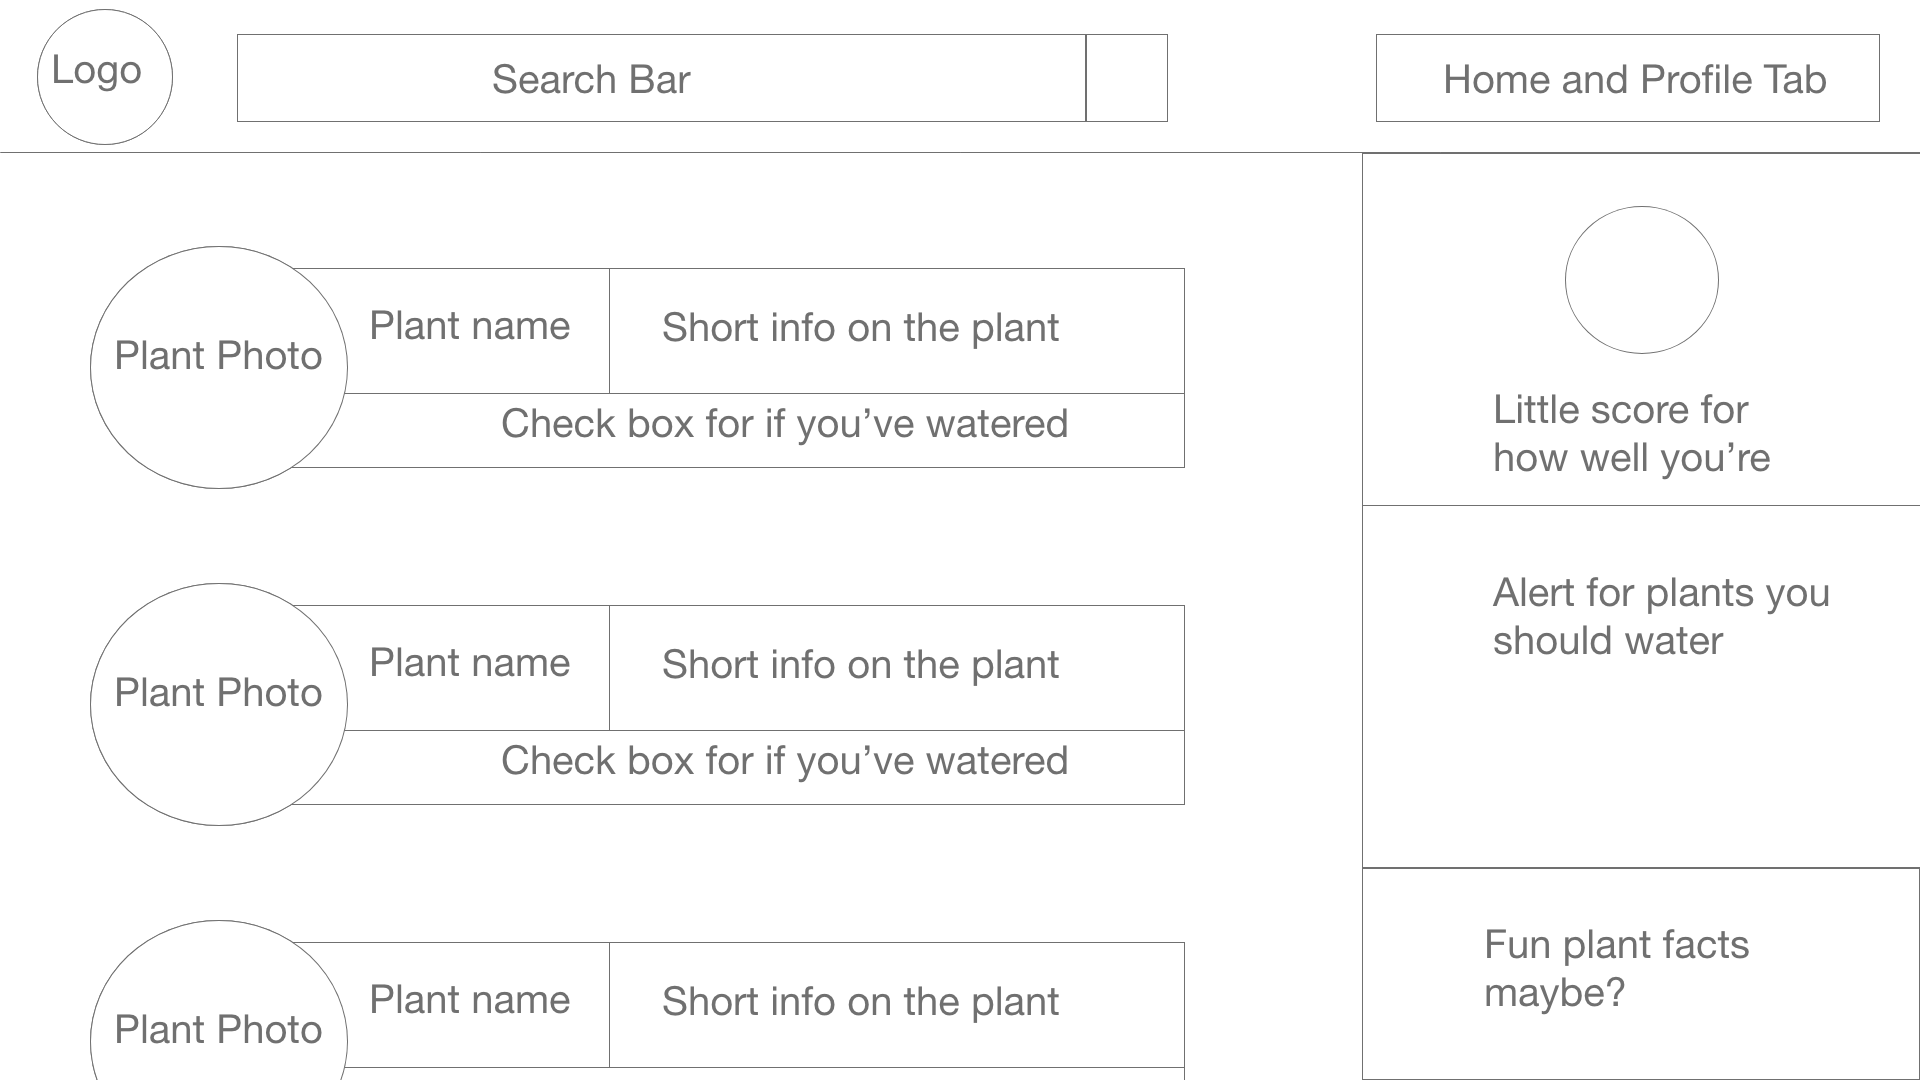 Logo
Search Bar
Home and Profile Tab
Plant Photo
Plant name
Short info on the plant
Check box for if you’ve watered
Plant Photo
Plant name
Short info on the plant
Check box for if you’ve watered
Plant Photo
Plant name
Short info on the plant
Little score for
how well you’re
Alert for plants you
should water
Fun plant facts
maybe?